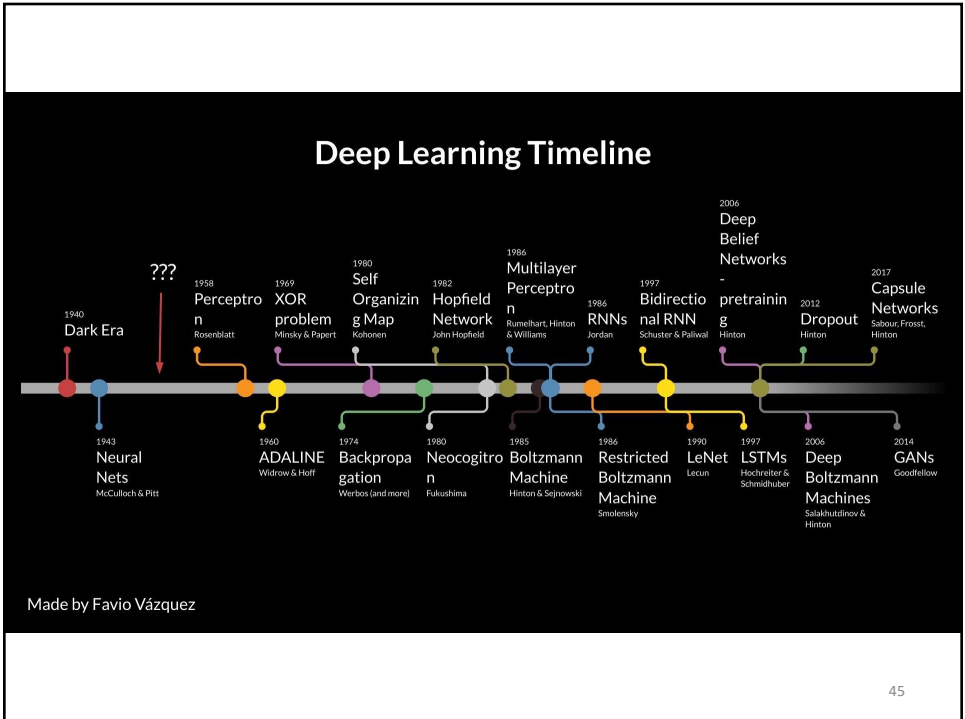 Deep Learning Timeline
???
1940
Dark Era
1958
Perceptro
n
Rosenblatt
1969
XOR
problem
Minsky & Papert
1980
Self
Organizin
g Map
Kohonen
1982
Hopfield
Network
John Hopfield
1986
Multilayer
Perceptro
n
Rumelhart, Hinton
& Williams
1986
RNNs
Jordan
1997
Bidirectio
nal RNN
Schuster & Paliwal
2006
Deep
Belief
Networks
-
pretrainin
g
Hinton
2012
Dropout
Hinton
2017
Capsule
Networks
Sabour, Frosst,
Hinton
1943
Neural
Nets
McCulloch & Pitt
1960
ADALINE
Widrow & Hoff
1974
Backpropa
gation
Werbos (and more)
1980
Neocogitro
n
Fukushima
1985
Boltzmann
Machine
Hinton & Sejnowski
1986
Restricted
Boltzmann
Machine
Smolensky
1990
LeNet
Lecun
1997
LSTMs
Hochreiter &
Schmidhuber
2006
Deep
Boltzmann
Machines
Salakhutdinov &
Hinton
2014
GANs
Goodfellow
Made by Favio Vázquez
45